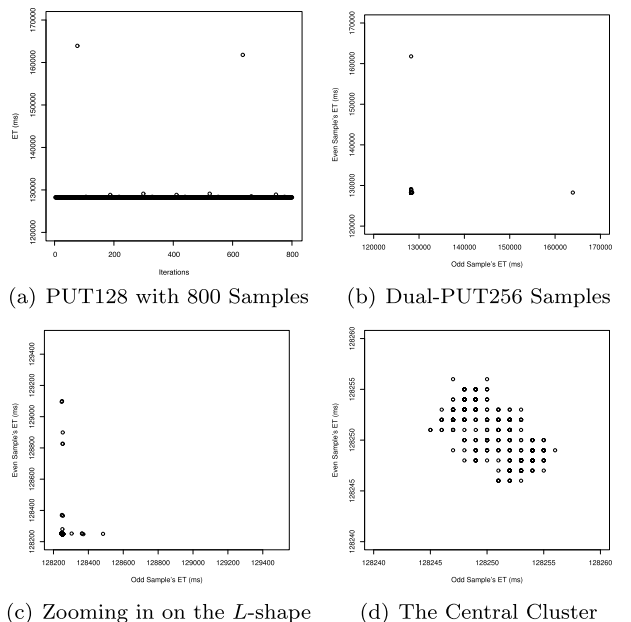 170000
160000
150000
140000
130000
120000
ET (ms)
0 200 400 600 800
Iterations
(a) PUT128 with 800 Samples
170000
160000
150000
140000
130000
120000
Even Sample's ET (ms)
120000 130000 140000 150000 160000 170000
Odd Sample's ET (ms)
(b) Dual-PUT256 Samples
129400
129200
129000
128800
128600
128400
128200
Even Sample's ET (ms)
128200 128400 128600 128800 129000 129200 129400
Odd Sample's ET (ms)
(c) Zooming in on the L-shape
128260
128255
128250
128245
128240
Even Sample's ET (ms)
128240 128245 128250 128255 128260
Odd Sample's ET (ms)
(d) The Central Cluster